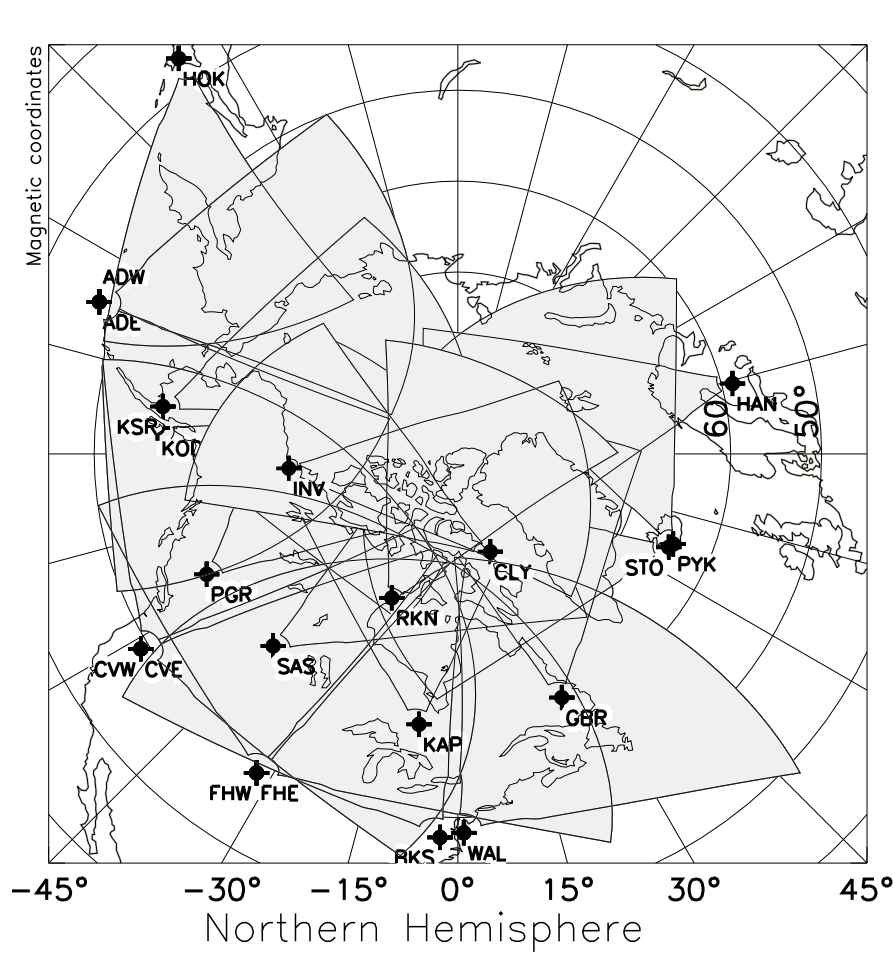 Magnetic coordinates
HOK
ADW
ADE
60
50°
HAN
KSR
KOD
INV
STO PYK
CLY
PGR
RKN
CVW CVE
SAS
GBR
KAP
FHW FHE
BKS WAL
-45° -30° -15° 0° 15° 30° 45°
Northern Hemisphere